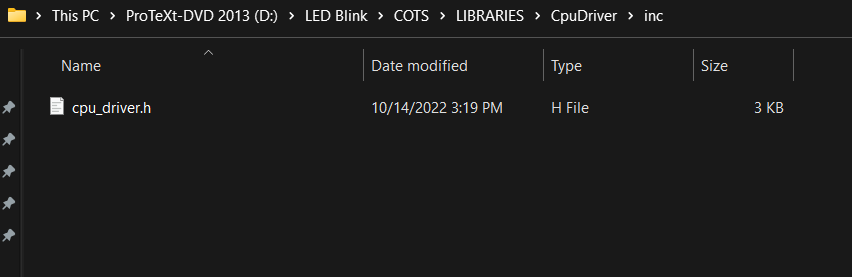 This PC > ProTeXt-DVD 2013 (D:) > LED Blink > COTS > LIBRARIES > CpuDriver > inc
Name Date modified Type Size
cpu_driver.h 10/14/2022 3:19 PM H File 3 KB